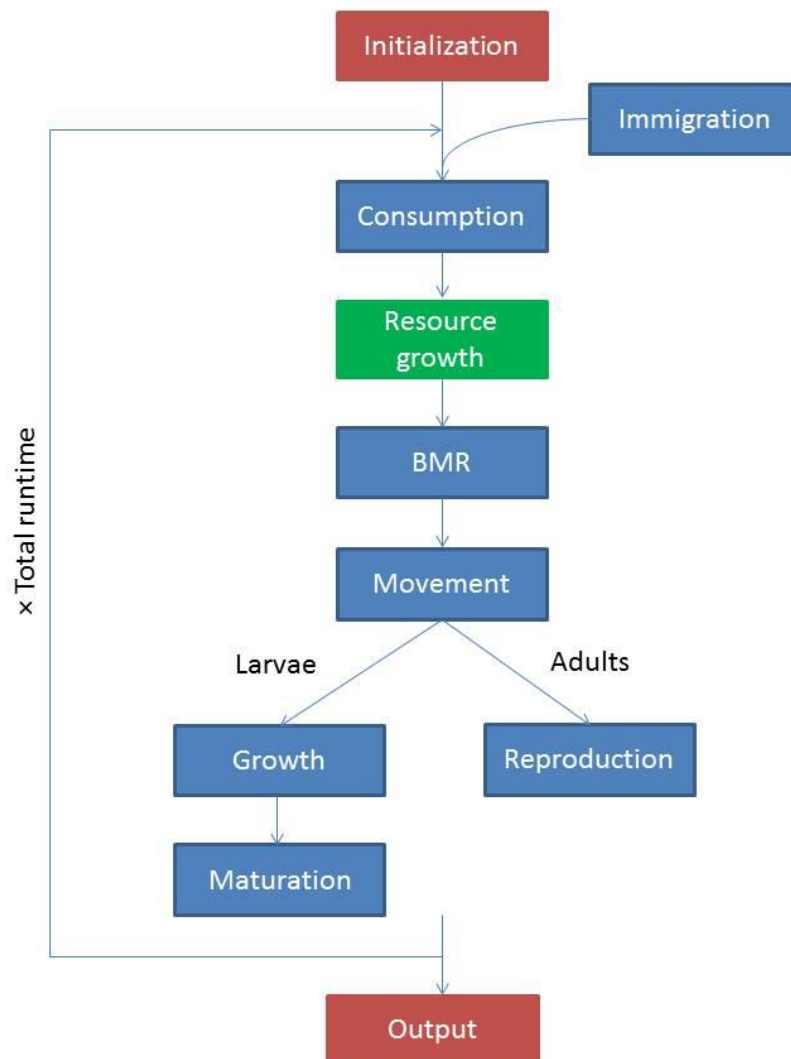 Initialization
Immigration
Consumption
Resource
growth
BMR
Movement
× Total runtime
Larvae
Adults
Growth
Reproduction
Maturation
Output